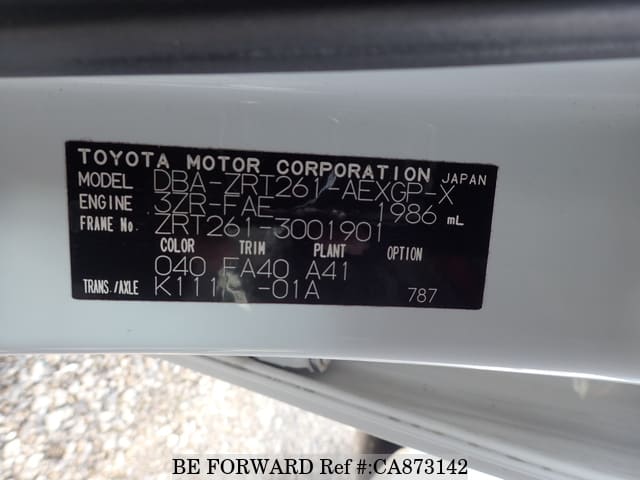 TOYOTA MOTOR CORPORATION JAPAN
MODEL DBA-ZRT261-AEXGP-X
ENGINE 3ZR-FAE 1986 mL
FRAME No. ZRT261-3001901
COLOR TRIM PLANT OPTION
040 FA40 A41
TRANS./AXLE -01A 787
BE FORWARD Ref #:CA873142